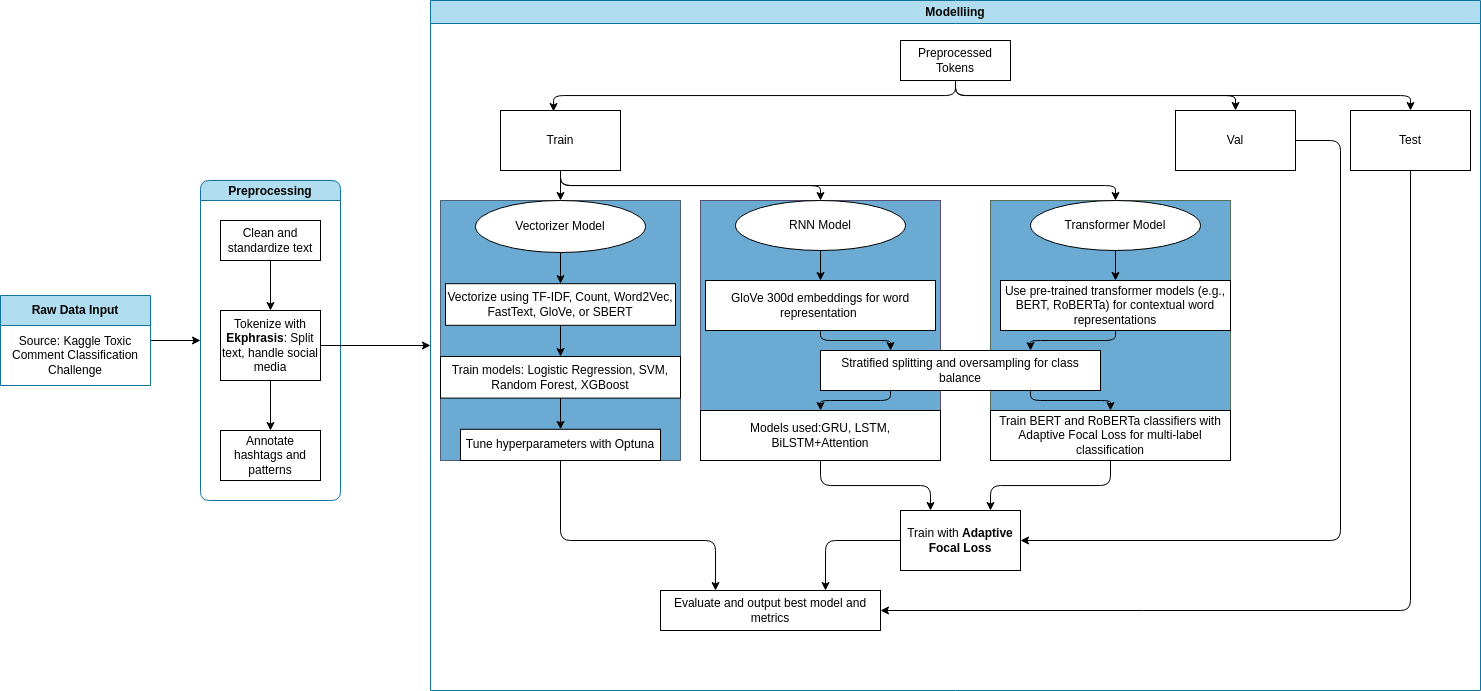 Modelliing
Preprocessed
Tokens
Train
Val
Test
Preprocessing
Clean and
standardize text
Tokenize with
Ekphrasis: Split
text, handle social
media
Annotate
hashtags and
patterns
Raw Data Input
Source: Kaggle Toxic
Comment Classification
Challenge
Vectorizer Model
Vectorize using TF-IDF, Count, Word2Vec,
FastText, GloVe, or SBERT
Train models: Logistic Regression, SVM,
Random Forest, XGBoost
Tune hyperparameters with Optuna
RNN Model
GloVe 300d embeddings for word
representation
Transformer Model
Use pre-trained transformer models (e.g.,
BERT, RoBERTa) for contextual word
representations
Stratified splitting and oversampling for class
balance
Models used:GRU, LSTM,
BiLSTM+Attention
Train BERT and RoBERTa classifiers with
Adaptive Focal Loss for multi-label
classification
Train with Adaptive
Focal Loss
Evaluate and output best model and
metrics